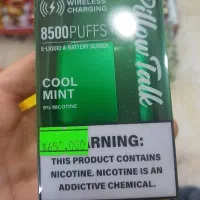 WIRELESS
CHARGING
8500PUFFS
E-LIQUID & BATTERY SCREEN
Pillow Talk
COOL
MINT
5% NICOTINE
WARNING:
THIS PRODUCT CONTAINS
NICOTINE. NICOTINE IS AN
ADDICTIVE CHEMICAL.